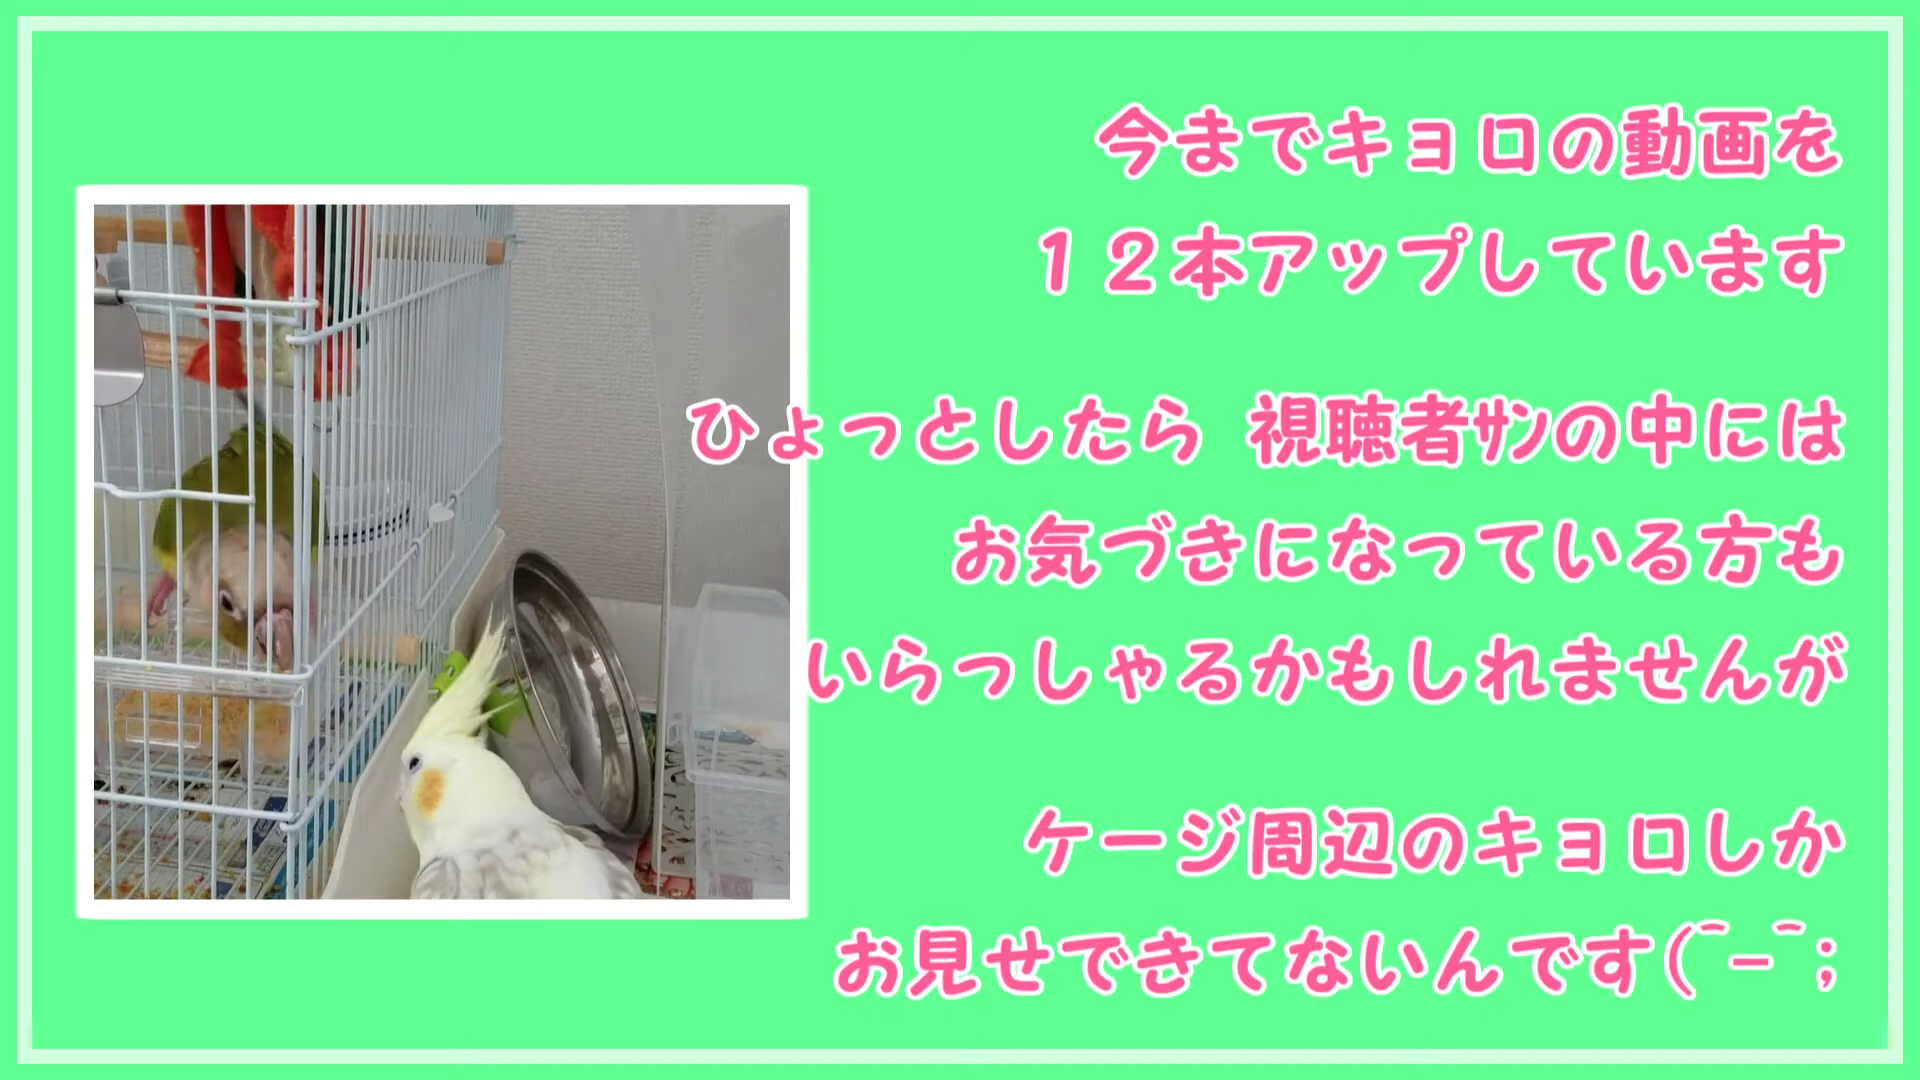 今までキョロの動画を
１２本アップしています
ひょっとしたら 視聴者ｻﾝの中には
お気づきになっている方も
いらっしゃるかもしれませんが
ケージ周辺のキョロしか
お見せできてないんです(￣-￣;